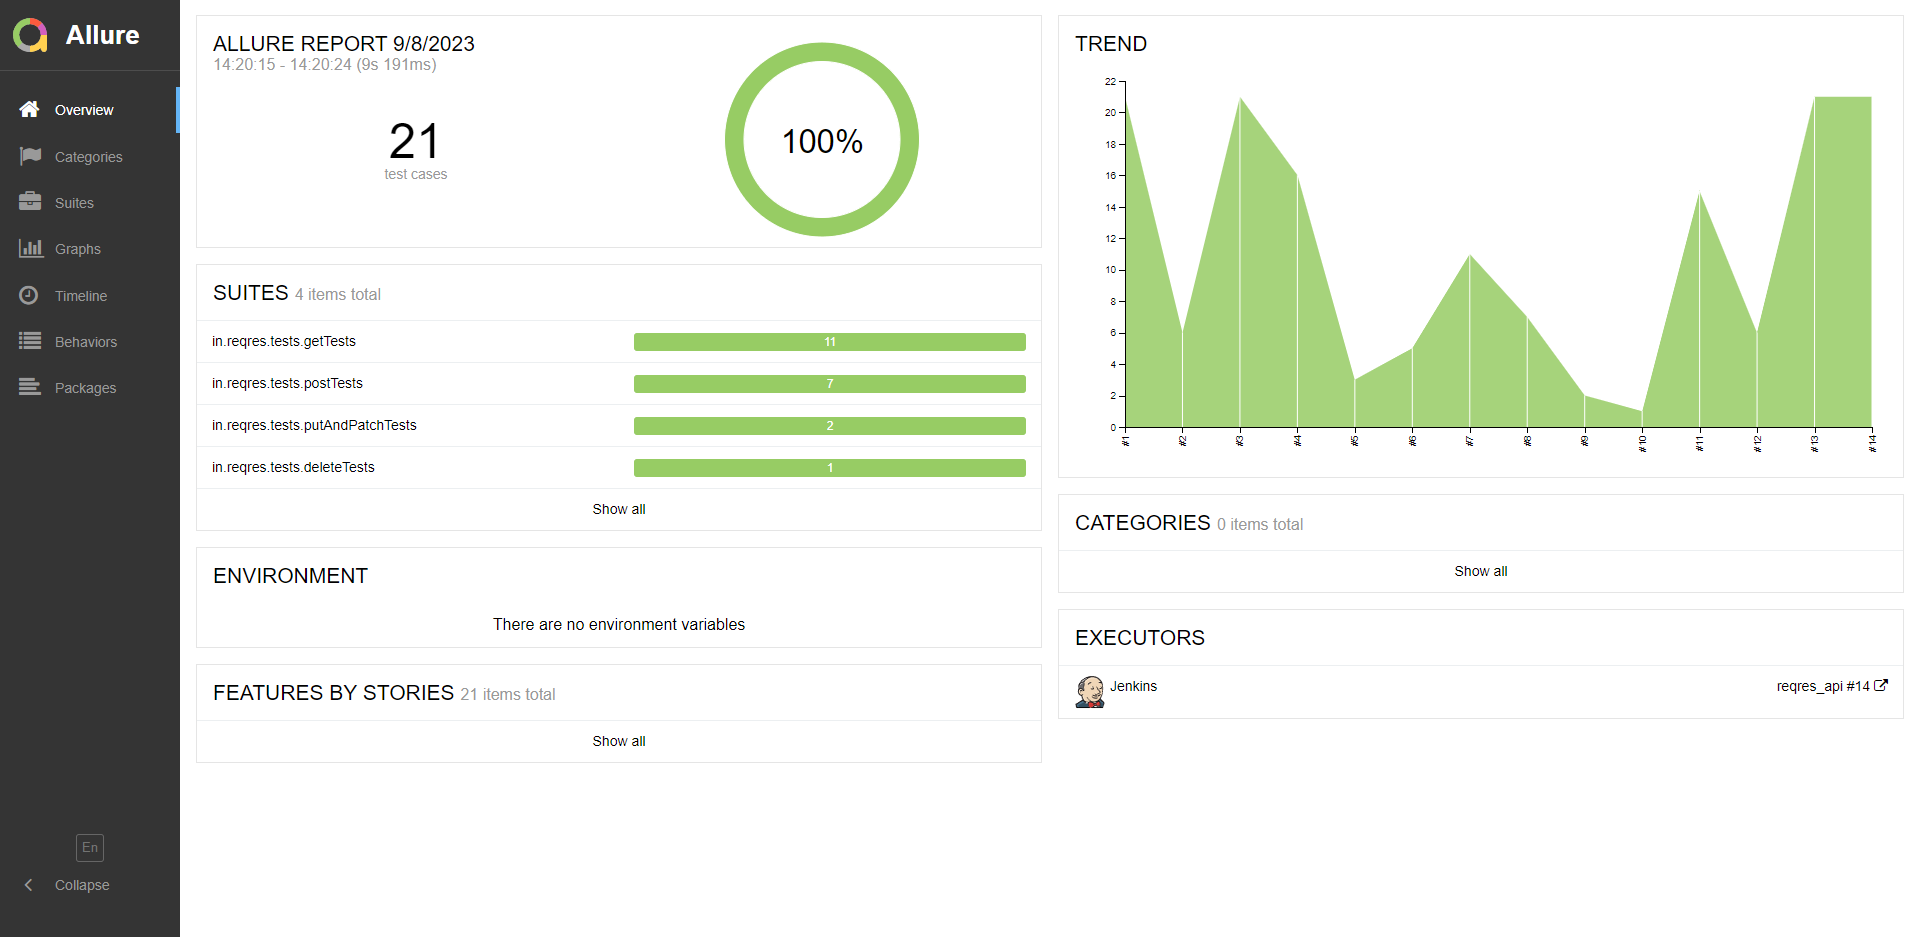 Allure
Overview
Categories
Suites
Graphs
Timeline
Behaviors
Packages
En
Collapse
ALLURE REPORT 9/8/2023
14:20:15 - 14:20:24 (9s 191ms)
21
test cases
100%
SUITES 4 items total
in.reqres.tests.getTests 11
in.reqres.tests.postTests 7
in.reqres.tests.putAndPatchTests 2
in.reqres.tests.deleteTests 1
Show all
ENVIRONMENT
There are no environment variables
FEATURES BY STORIES 21 items total
Show all
TREND
22
20
18
16
14
12
10
8
6
4
2
0
#1 #2 #3 #4 #5 #6 #7 #8 #9 #10 #11 #12 #13 #14
CATEGORIES 0 items total
Show all
EXECUTORS
Jenkins reqres_api #14